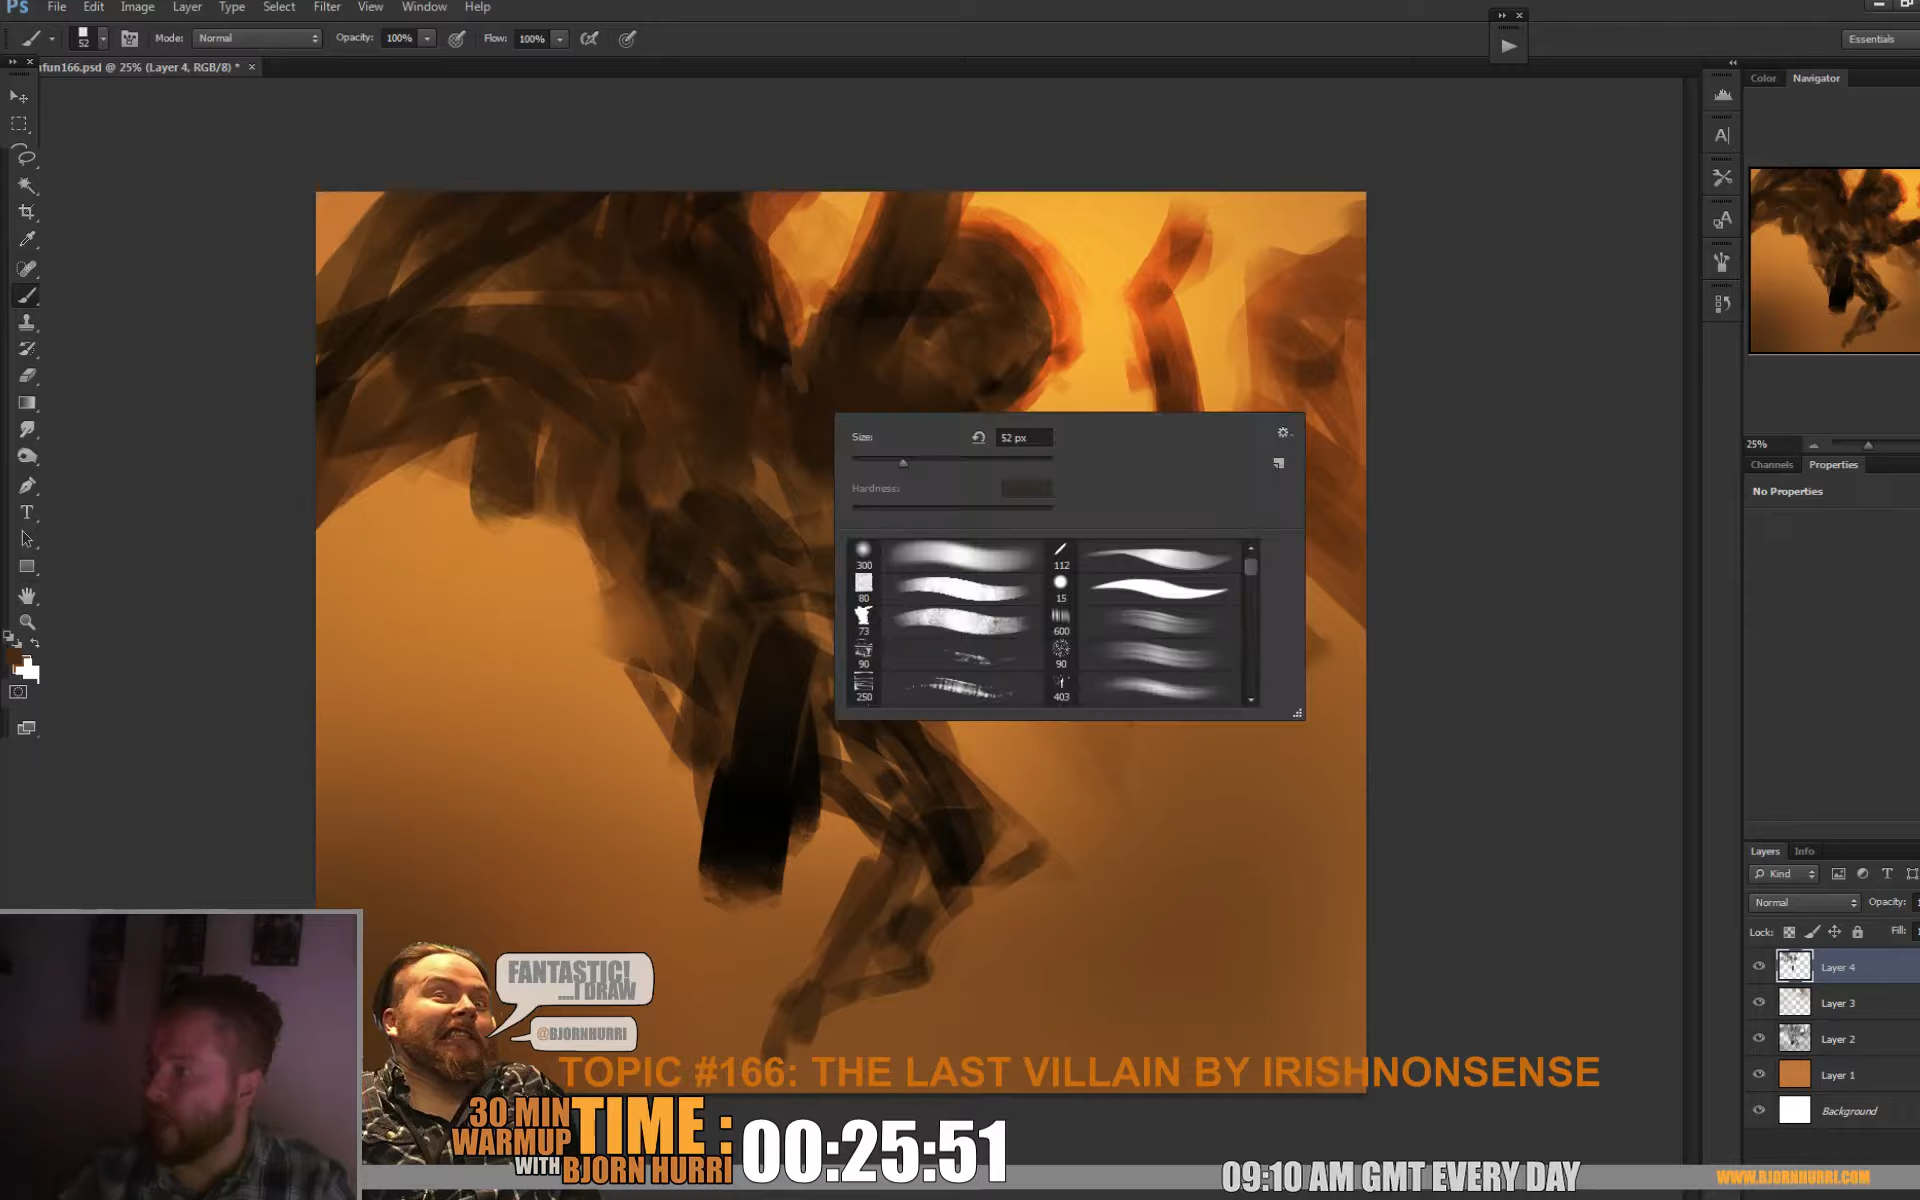 Ps File Edit Image Layer Type Select Filter View Window Help
52 Mode: Normal Opacity: 100% Flow: 100% Essentials
fun166.psd @ 25% (Layer 4, RGB/8) * ×
Color Navigator
Size: 52 px
Hardness:
300 112
80 15
73 600
90 90
250 403
25%
Channels Properties
No Properties
Layers Info
Kind
Normal Opacity:
Lock: Fill:
Layer 4
Layer 3
Layer 2
Layer 1
Background
FANTASTIC!
....I DRAW
@BJORNHURRI
TOPIC #166: THE LAST VILLAIN BY IRISHNONSENSE
30 MIN
WARMUP
WITH BJORN HURRI
TIME : 00:25:51
09:10 AM GMT EVERY DAY
WWW.BJORNHURRI.COM